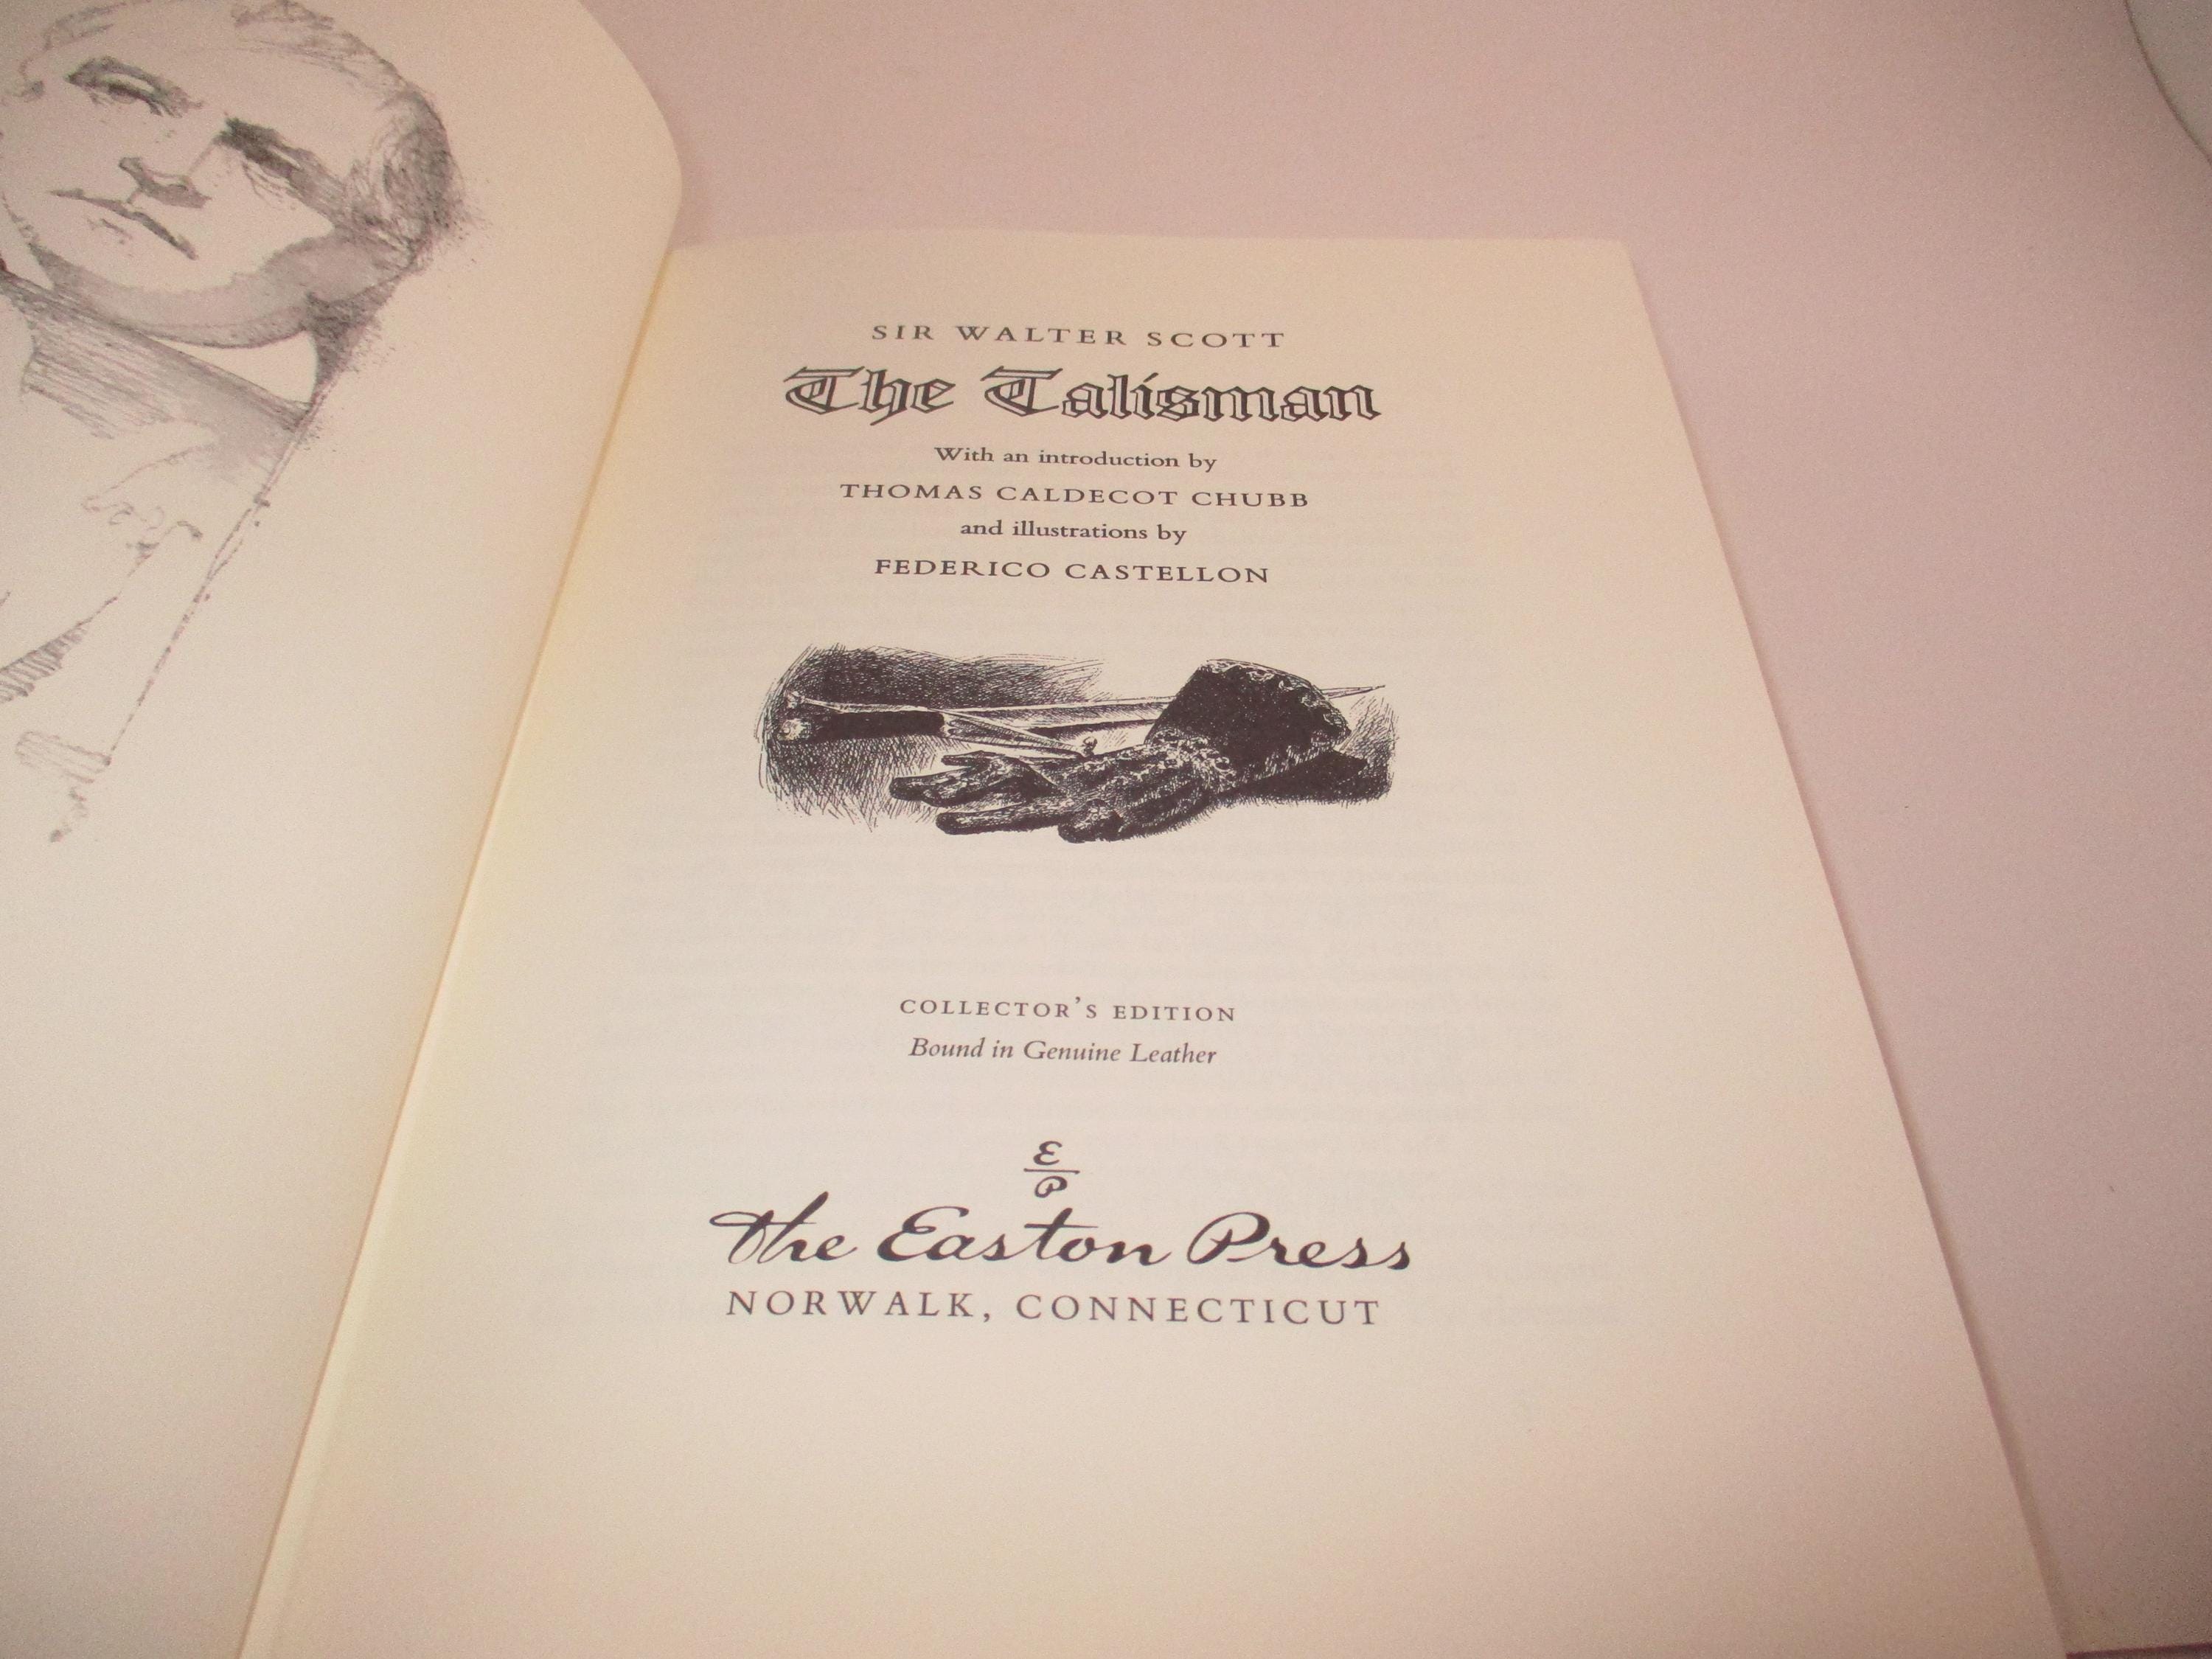 SIR WALTER SCOTT
The Talisman
With an introduction by
THOMAS CALDECOT CHUBB
and illustrations by
FEDERICO CASTELLON
COLLECTOR'S EDITION
Bound in Genuine Leather
E
P
The Easton Press
NORWALK, CONNECTICUT